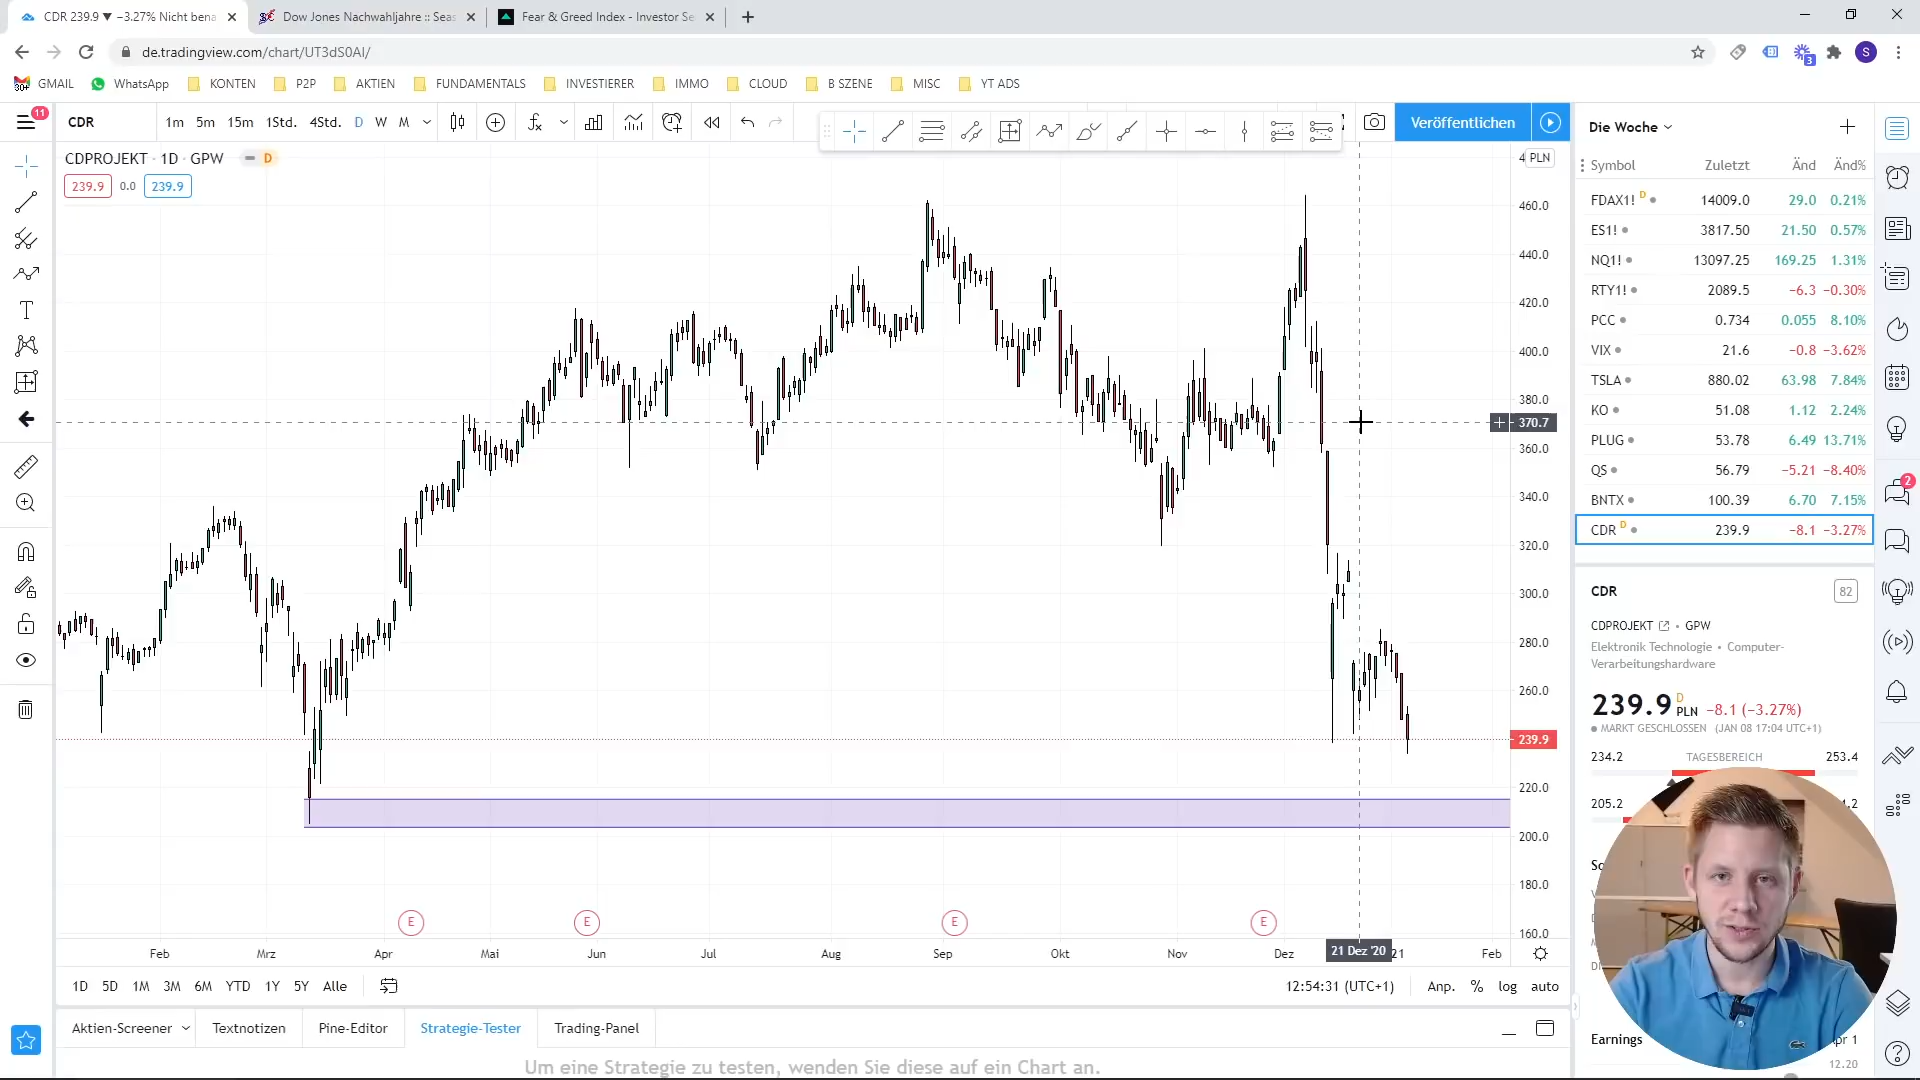 CDR 239.9 ▼ −3.27% Nicht bena
Dow Jones Nachwahljahre :: Seas
Fear & Greed Index - Investor Se
de.tradingview.com/chart/UT3dS0AI/
S
3
30+
GMAIL
WhatsApp
KONTEN
P2P
AKTIEN
FUNDAMENTALS
INVESTIERER
IMMO
CLOUD
B SZENE
MISC
YT ADS
11
CDR
1m 5m 15m 1Std. 4Std. D W M
Veröffentlichen
CDPROJEKT · 1D · GPW
D
239.9 0.0 239.9
PLN
460.0
440.0
420.0
400.0
380.0
370.7
360.0
340.0
320.0
300.0
280.0
260.0
239.9
220.0
200.0
180.0
160.0
E E E E
Feb Mrz Apr Mai Jun Jul Aug Sep Okt Nov Dez 21 Dez '20 21 Feb
1D 5D 1M 3M 6M YTD 1Y 5Y Alle
12:54:31 (UTC+1) Anp. % log auto
Aktien-Screener Textnotizen Pine-Editor Strategie-Tester Trading-Panel
Um eine Strategie zu testen, wenden Sie diese auf ein Chart an.
Die Woche
Symbol Zuletzt Änd Änd%
FDAX1! D 14009.0 29.0 0.21%
ES1! 3817.50 21.50 0.57%
NQ1! 13097.25 169.25 1.31%
RTY1! 2089.5 −6.3 −0.30%
PCC 0.734 0.055 8.10%
VIX 21.6 −0.8 −3.62%
TSLA 880.02 63.98 7.84%
KO 51.08 1.12 2.24%
PLUG 53.78 6.49 13.71%
QS 56.79 −5.21 −8.40%
BNTX 100.39 6.70 7.15%
CDR D 239.9 −8.1 −3.27%
2
CDR 82
CDPROJEKT • GPW
Elektronik Technologie • Computer-
Verarbeitungshardware
239.9 D PLN −8.1 (−3.27%)
MARKT GESCHLOSSEN (JAN 08 17:04 UTC+1)
234.2 TAGESBEREICH 253.4
205.2
Earnings
12.20